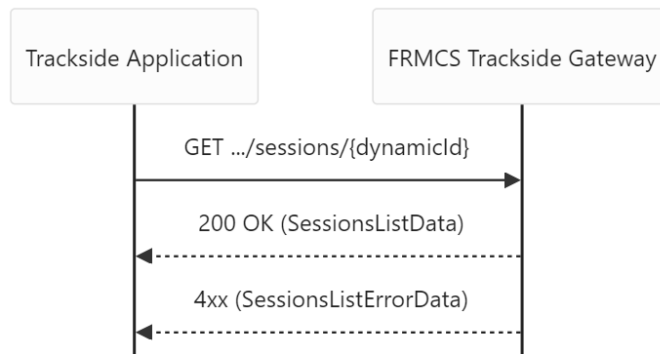 Trackside Application
FRMCS Trackside Gateway
GET .../sessions/{dynamicId}
200 OK (SessionsListData)
4xx (SessionsListErrorData)